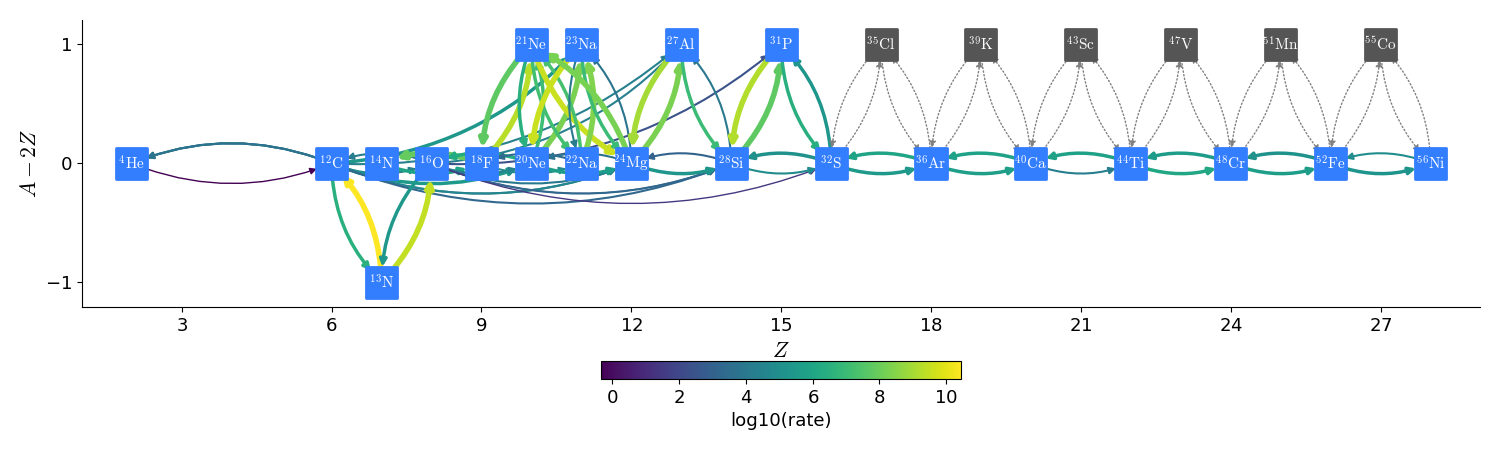 1
0
−1
A − 2Z
²¹Ne ²³Na ²⁷Al ³¹P ³⁵Cl ³⁹K ⁴³Sc ⁴⁷V ⁵¹Mn ⁵⁵Co
⁴He ¹²C ¹⁴N ¹⁶O ¹⁸F ²⁰Ne ²²Na ²⁴Mg ²⁸Si ³²S ³⁶Ar ⁴⁰Ca ⁴⁴Ti ⁴⁸Cr ⁵²Fe ⁵⁶Ni
¹³N
3 6 9 12 15 18 21 24 27
Z
0 2 4 6 8 10
log10(rate)